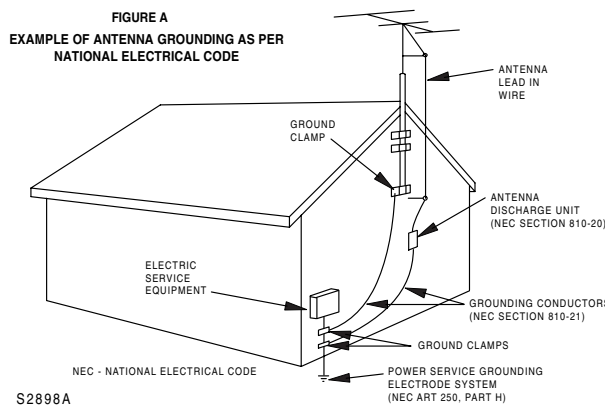 FIGURE A
EXAMPLE OF ANTENNA GROUNDING AS PER
NATIONAL ELECTRICAL CODE
ANTENNA
LEAD IN
WIRE
GROUND
CLAMP
ANTENNA
DISCHARGE UNIT
(NEC SECTION 810-20)
ELECTRIC
SERVICE
EQUIPMENT
GROUNDING CONDUCTORS
(NEC SECTION 810-21)
GROUND CLAMPS
NEC - NATIONAL ELECTRICAL CODE
POWER SERVICE GROUNDING
ELECTRODE SYSTEM
(NEC ART 250, PART H)
S2898A